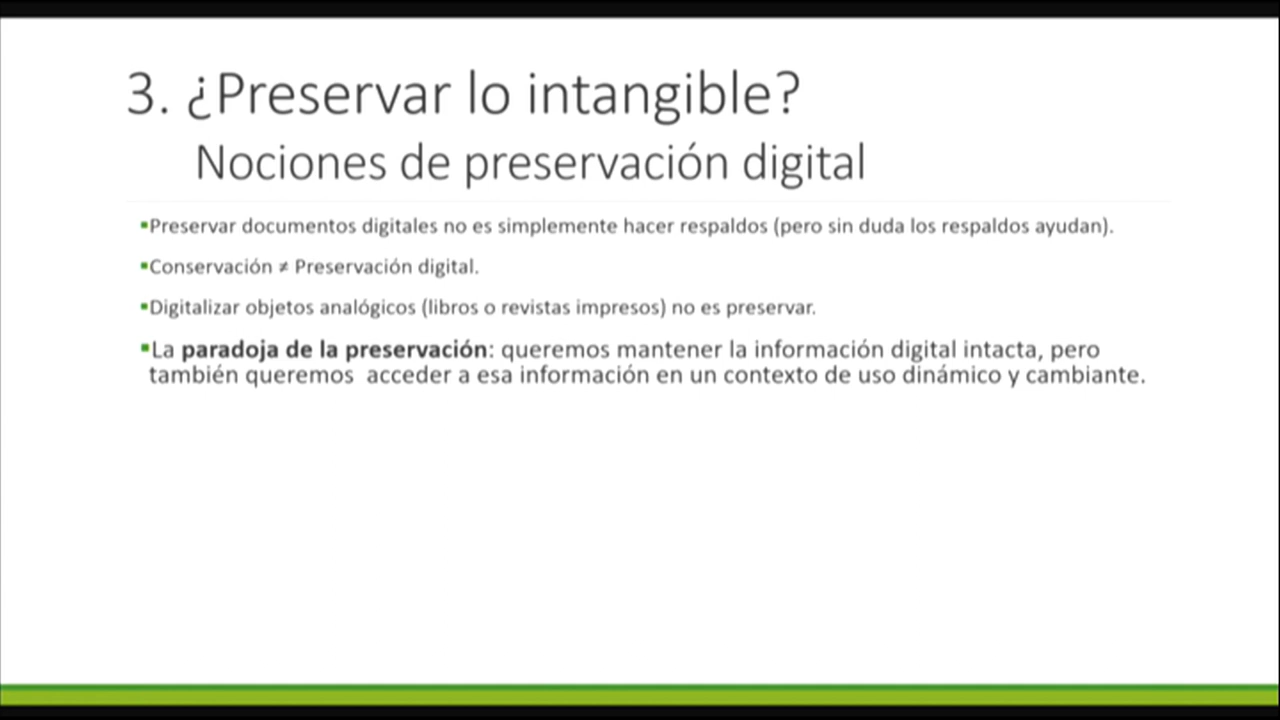 3. ¿Preservar lo intangible?
Nociones de preservación digital
▪Preservar documentos digitales no es simplemente hacer respaldos (pero sin duda los respaldos ayudan).
▪Conservación ≠ Preservación digital.
▪Digitalizar objetos analógicos (libros o revistas impresos) no es preservar.
▪La paradoja de la preservación: queremos mantener la información digital intacta, pero
también queremos  acceder a esa información en un contexto de uso dinámico y cambiante.